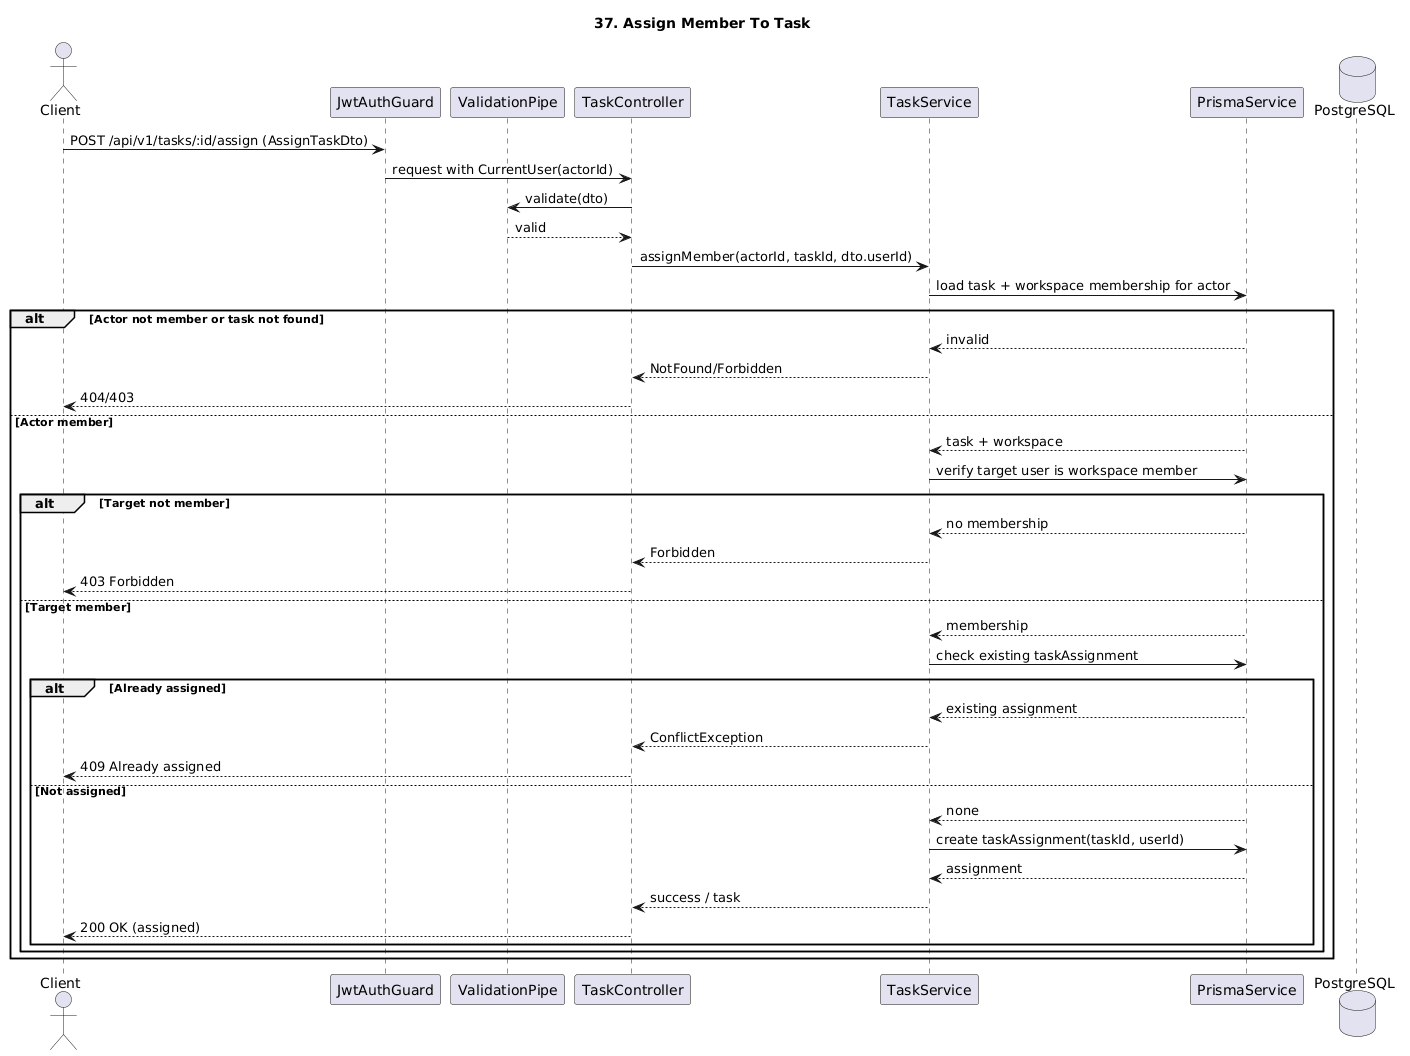 37. Assign Member To Task
Client
JwtAuthGuard
ValidationPipe
TaskController
TaskService
PrismaService
PostgreSQL
POST /api/v1/tasks/:id/assign (AssignTaskDto)
request with CurrentUser(actorId)
validate(dto)
valid
assignMember(actorId, taskId, dto.userId)
load task + workspace membership for actor
alt [Actor not member or task not found]
invalid
NotFound/Forbidden
404/403
[Actor member]
task + workspace
verify target user is workspace member
alt [Target not member]
no membership
Forbidden
403 Forbidden
[Target member]
membership
check existing taskAssignment
alt [Already assigned]
existing assignment
ConflictException
409 Already assigned
[Not assigned]
none
create taskAssignment(taskId, userId)
assignment
success / task
200 OK (assigned)
Client
JwtAuthGuard
ValidationPipe
TaskController
TaskService
PrismaService
PostgreSQL